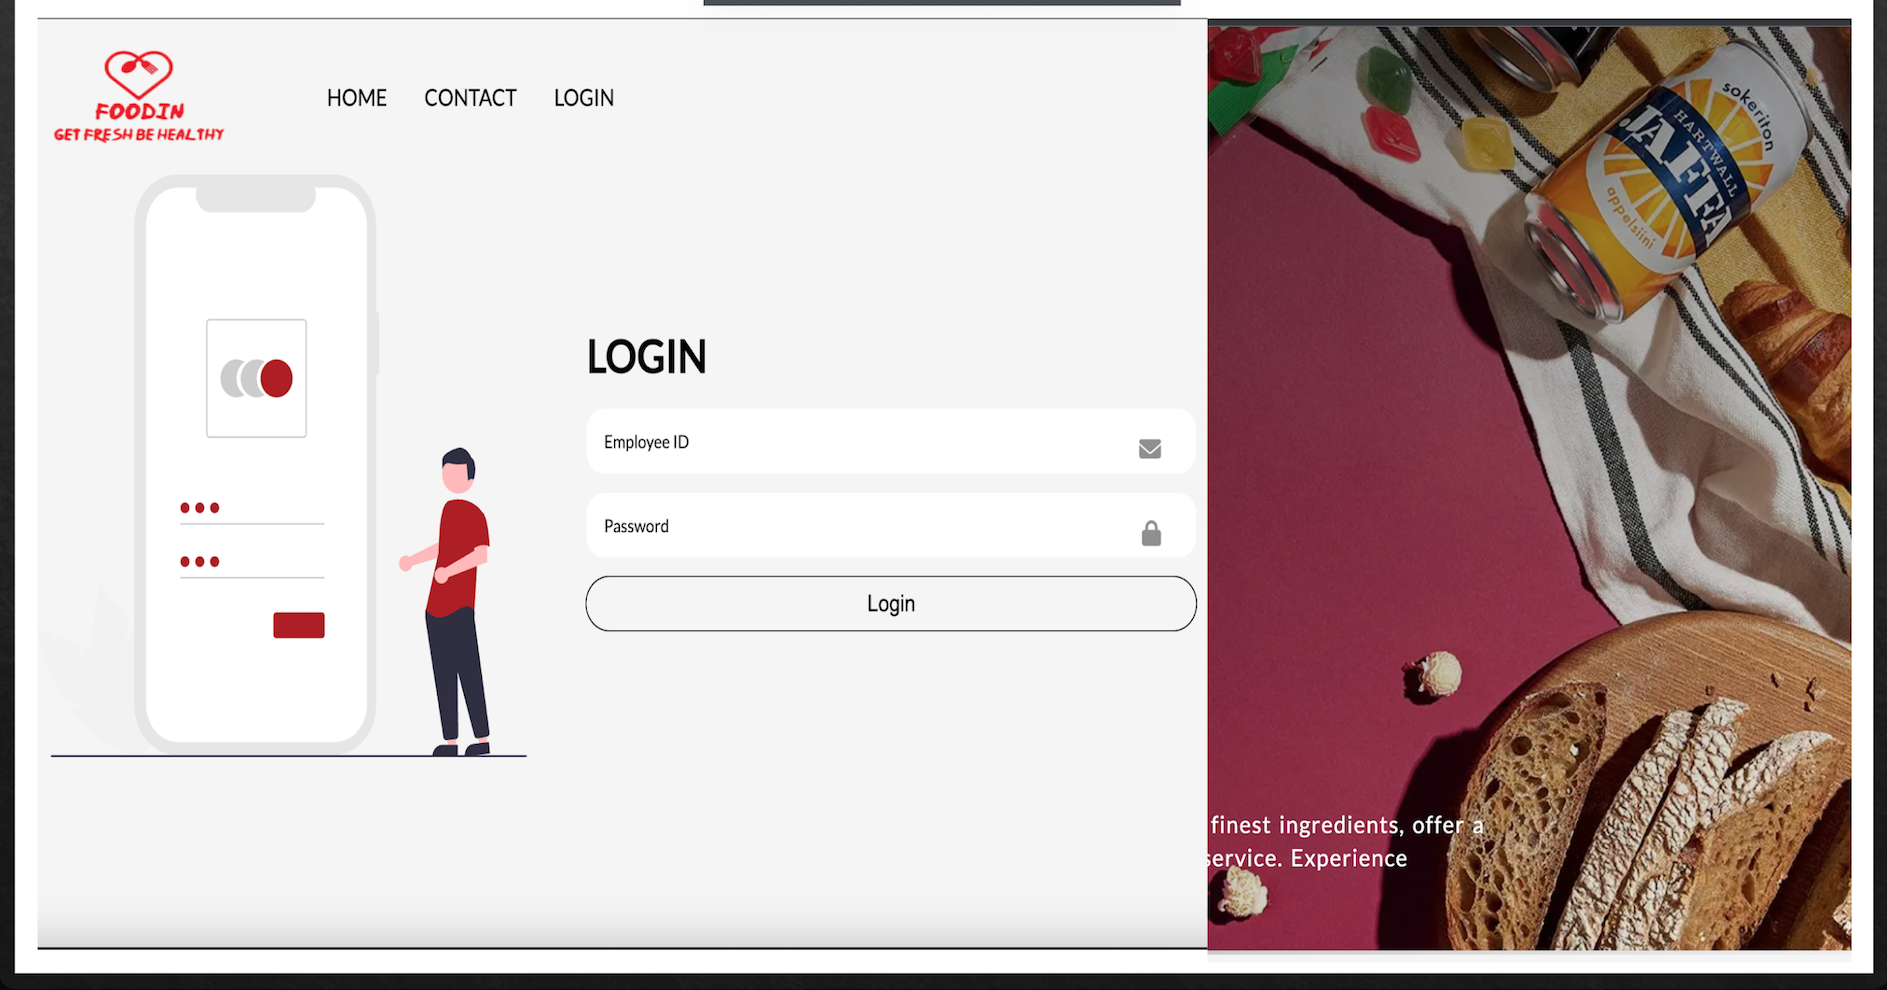 FOODIN
GET FRESH BE HEALTHY
HOME CONTACT LOGIN
LOGIN
Employee ID
Password
Login
sokeriton
HARTWALL
JAFFA
appelsiini
finest ingredients, offer a
service. Experience